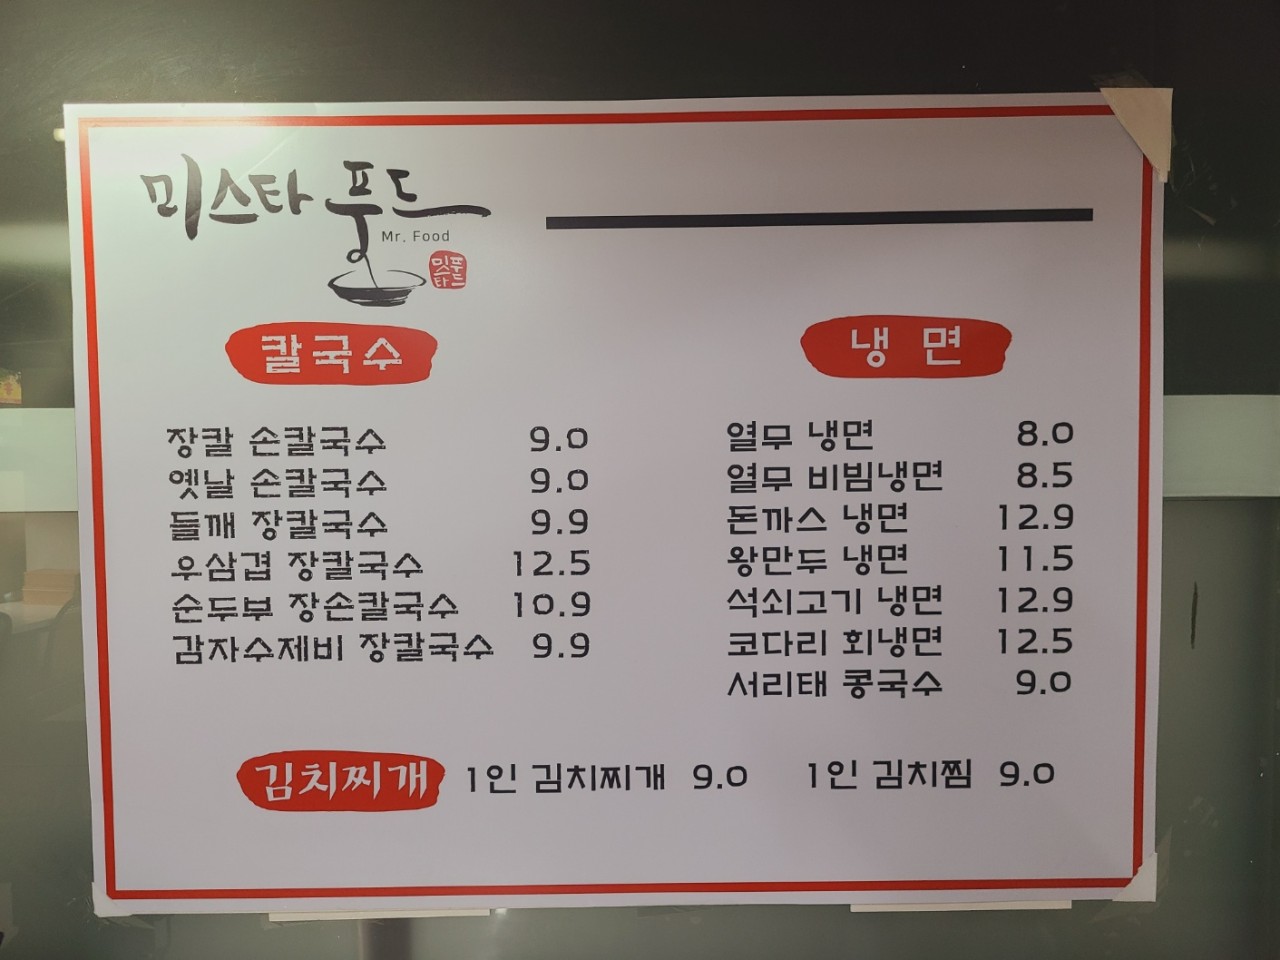 미스타 푸드
Mr. Food
미스타 푸드
칼국수
장칼 손칼국수 9.0
옛날 손칼국수 9.0
들깨 장칼국수 9.9
우삼겹 장칼국수 12.5
순두부 장손칼국수 10.9
감자수제비 장칼국수 9.9
냉 면
열무 냉면 8.0
열무 비빔냉면 8.5
돈까스 냉면 12.9
왕만두 냉면 11.5
석쇠고기 냉면 12.9
코다리 회냉면 12.5
서리태 콩국수 9.0
김치찌개 1인 김치찌개 9.0 1인 김치찜 9.0